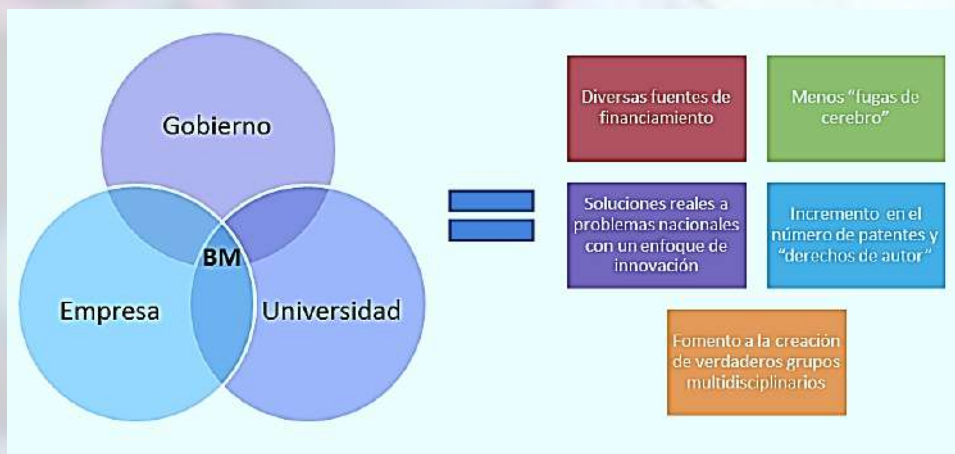 Gobierno
BM
Empresa
Universidad
Diversas fuentes de
financiamiento
Menos “fugas de
cerebro”
Soluciones reales a
problemas nacionales
con un enfoque de
innovación
Incremento en el
número de patentes y
“derechos de autor”
Fomento a la creación
de verdaderos grupos
multidisciplinarios